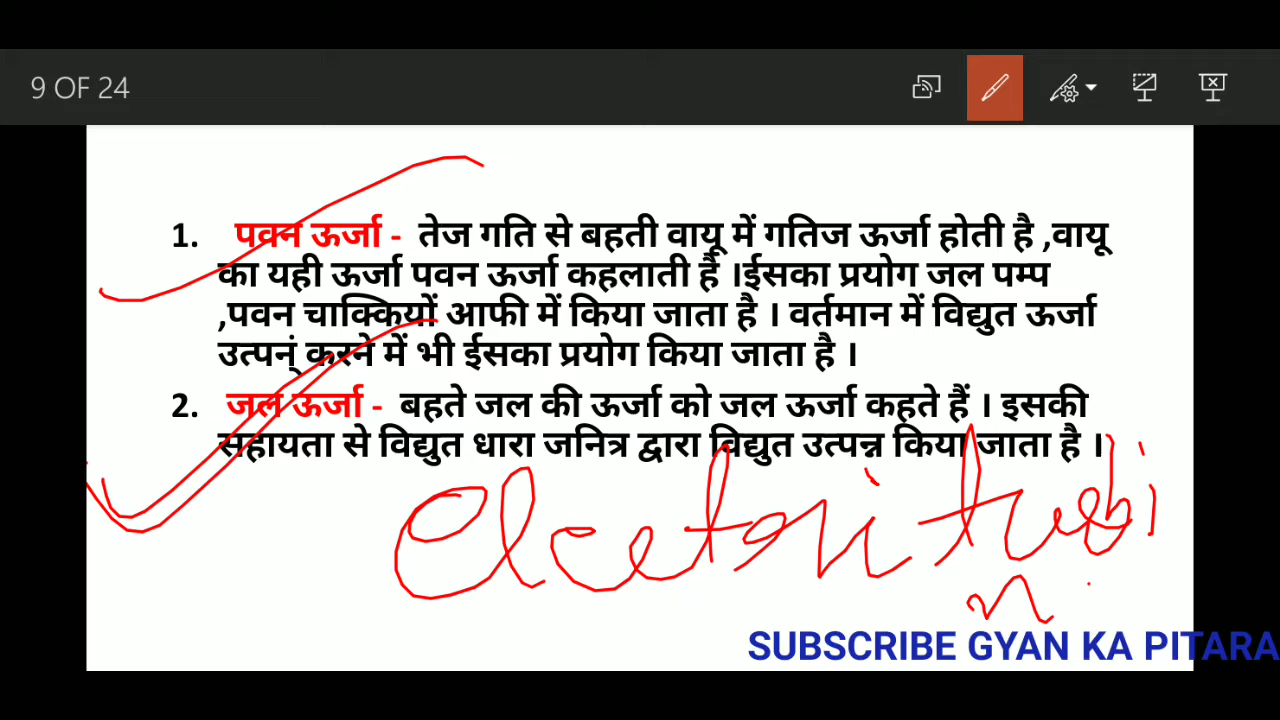 9 OF 24
1. पवन ऊर्जा - तेज गति से बहती वायू में गतिज ऊर्जा होती है ,वायू
का यही ऊर्जा पवन ऊर्जा कहलाती है ।ईसका प्रयोग जल पम्प
,पवन चाक्कियों आफी में किया जाता है । वर्तमान में विद्युत ऊर्जा
उत्पनं् करने में भी ईसका प्रयोग किया जाता है ।
2. जल ऊर्जा - बहते जल की ऊर्जा को जल ऊर्जा कहते हैं । इसकी
सहायता से विद्युत धारा जनित्र द्वारा विद्युत उत्पन्न किया जाता है ।
SUBSCRIBE GYAN KA PITARA